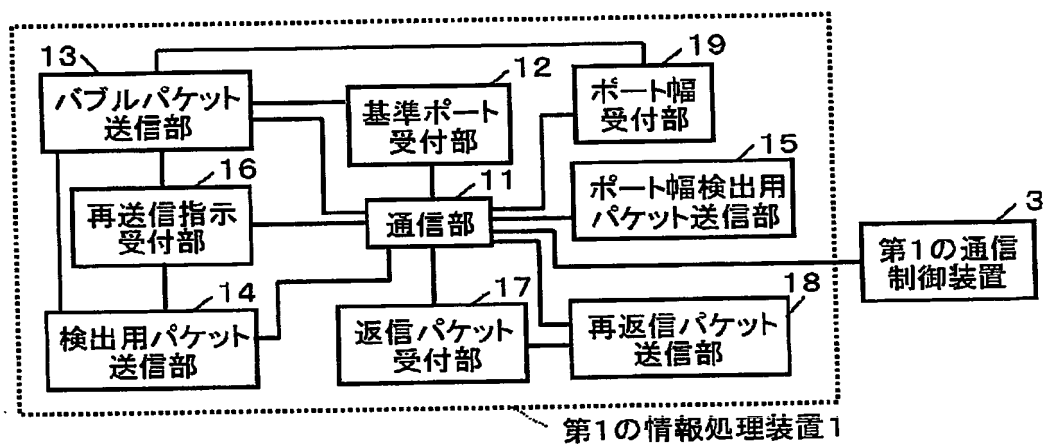 13
バブルパケット
送信部
12
基準ポート
受付部
19
ポート幅
受付部
16
再送信指示
受付部
11
通信部
15
ポート幅検出用
パケット送信部
3
第1の通信
制御装置
14
検出用パケット
送信部
17
返信パケット
受付部
18
再返信パケット
送信部
第1の情報処理装置1